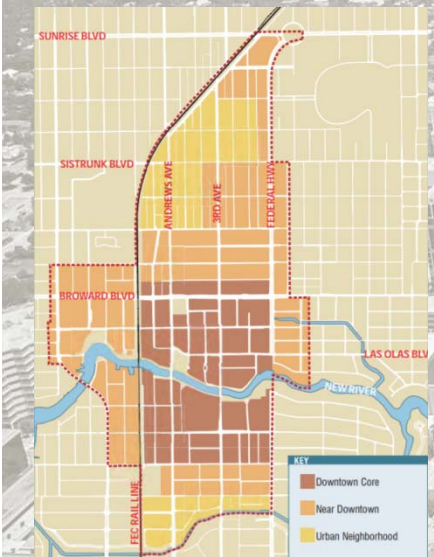 SUNRISE BLVD
SISTRUNK BLVD
ANDREWS AVE
3RD AVE
FEDERAL HWY
BROWARD BLVD
LAS OLAS BLV
NEW RIVER
FEC RAIL LINE
KEY
Downtown Core
Near Downtown
Urban Neighborhood